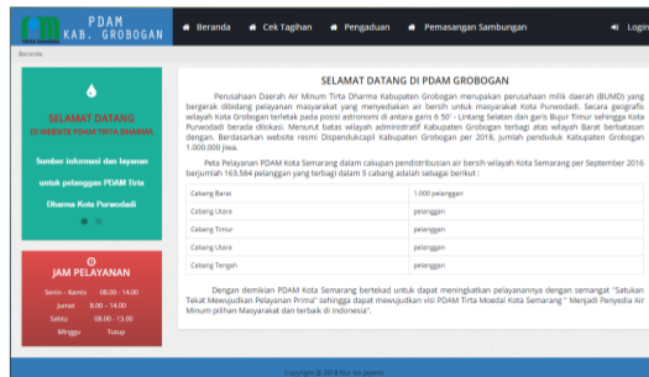 PDAM
KAB. GROBOGAN
Beranda
Cek Tagihan
Pengaduan
Pemasangan Sambungan
Login
Beranda
SELAMAT DATANG
DI WEBSITE PDAM TIRTA DHARMA
Sumber informasi dan layanan
untuk pelanggan PDAM Tirta
Dharma Kota Purwodadi
JAM PELAYANAN
Senin - Kamis 08.00 - 14.00
Jumat 8.00 - 14.00
Sabtu 08.00 - 13.00
Minggu Tutup
SELAMAT DATANG DI PDAM GROBOGAN
Perusahaan Daerah Air Minum Tirta Dharma Kabupaten Grobogan merupakan perusahaan milik daerah (BUMD) yang
bergerak dibidang pelayanan masyarakat yang menyediakan air bersih untuk masyarakat Kota Purwodadi. Secara geografis
wilayah Kota Grobogan terletak pada posisi astronomi di antara garis 6 50' - Lintang Selatan dan garis Bujur Timur sehingga Kota
Purwodadi berada dilokasi. Menurut batas wilayah administratif Kabupaten Grobogan terbagi atas wilayah Barat berbatasan
dengan. Berdasarkan website resmi Dispendukcapil Kabupaten Grobogan per 2018, jumlah penduduk Kabupaten Grobogan
1.000.000 jiwa.
Peta Pelayanan PDAM Kota Semarang dalam cakupan pendistribusian air bersih wilayah Kota Semarang per September 2016
berjumlah 163.584 pelanggan yang terbagi dalam 5 cabang adalah sebagai berikut :
Cabang Barat 1.000 pelanggan
Cabang Utara pelanggan
Cabang Timur pelanggan
Cabang Utara pelanggan
Cabang Tengah pelanggan
Dengan demikian PDAM Kota Semarang bertekad untuk dapat meningkatkan pelayanannya dengan semangat "Satukan
Tekat Mewujudkan Pelayanan Prima" sehingga dapat mewujudkan visi PDAM Tirta Moedal Kota Semarang " Menjadi Penyedia Air
Minum pilihan Masyarakat dan terbaik di Indonesia".
Copyright @ 2018 Nur